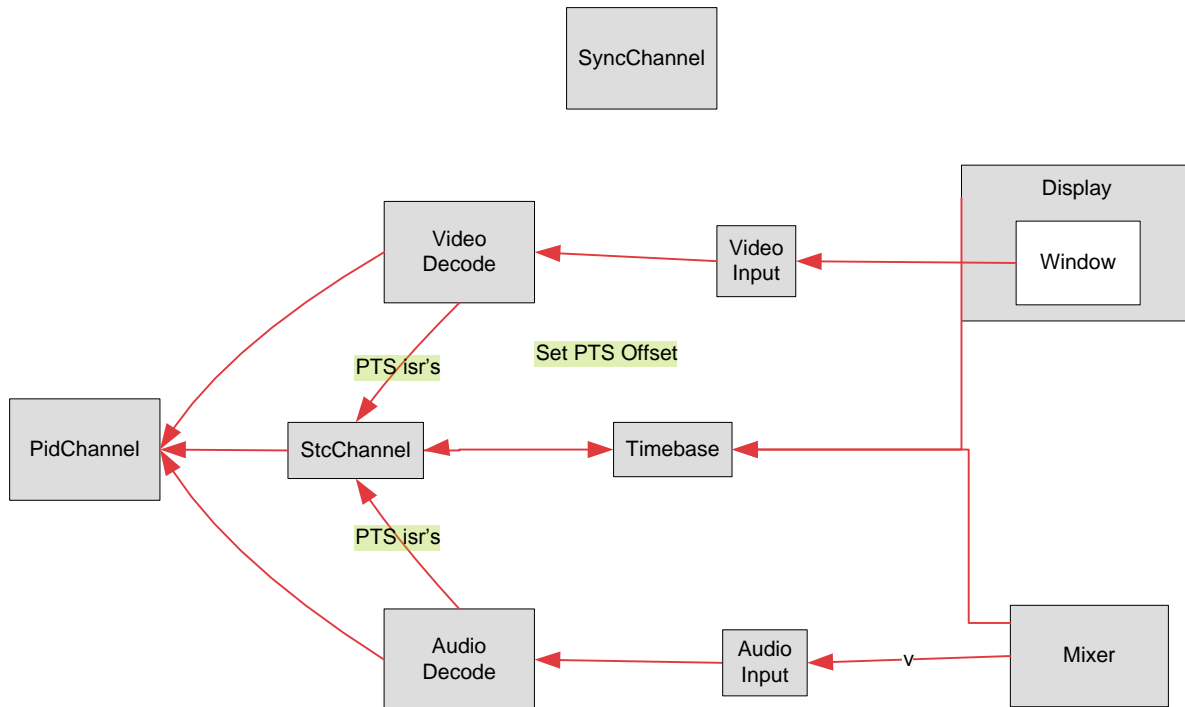 SyncChannel
Display
Video
Decode
Video
Input
Window
PTS isr's
Set PTS Offset
PidChannel
StcChannel
Timebase
PTS isr's
Audio
Decode
Audio
Input
v
Mixer